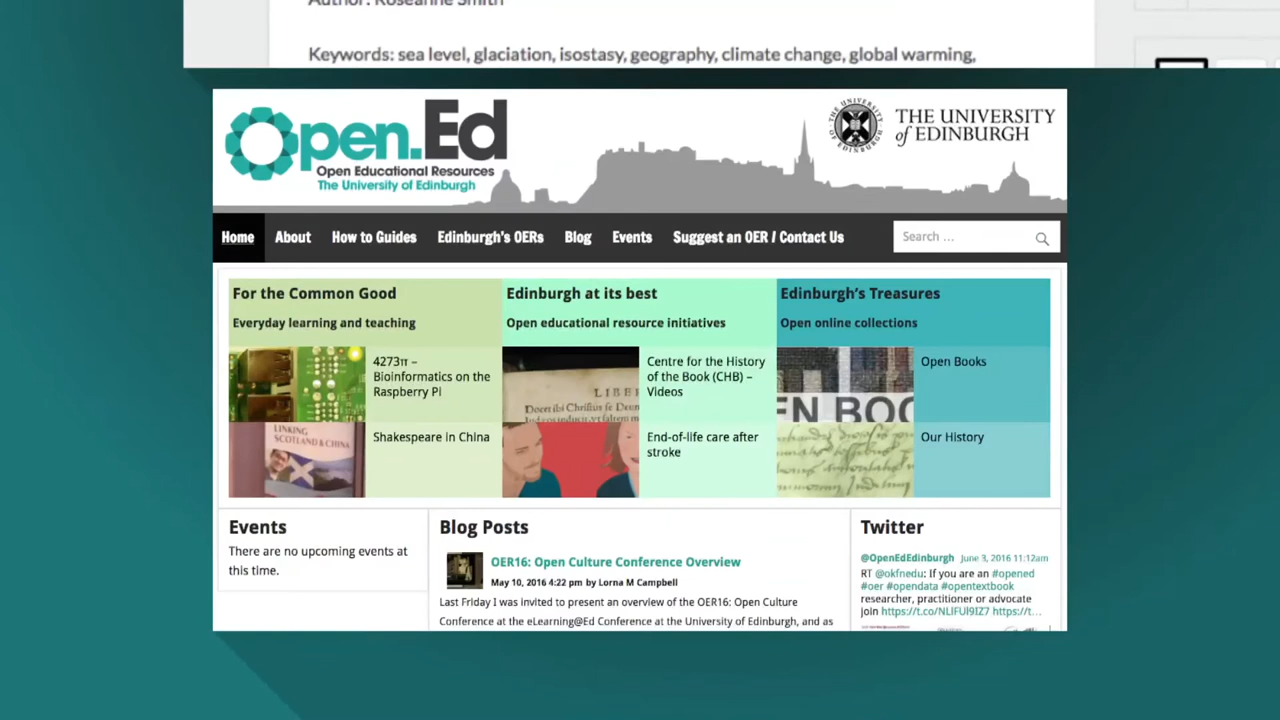 Author: Roseanne Smith
Keywords: sea level, glaciation, isostasy, geography, climate change, global warming,
Open.Ed
Open Educational Resources
The University of Edinburgh
THE UNIVERSITY
of EDINBURGH
Home About How to Guides Edinburgh's OERs Blog Events Suggest an OER / Contact Us Search ...
For the Common Good
Everyday learning and teaching
4273π –
Bioinformatics on the
Raspberry Pi
LINKING
SCOTLAND & CHINA
Shakespeare in China
Edinburgh at its best
Open educational resource initiatives
LIBE
Centre for the History
of the Book (CHB) –
Videos
End-of-life care after
stroke
Edinburgh's Treasures
Open online collections
EN BOO
Open Books
Our History
Events
There are no upcoming events at
this time.
Blog Posts
OER16: Open Culture Conference Overview
May 10, 2016 4:22 pm by Lorna M Campbell
Last Friday I was invited to present an overview of the OER16: Open Culture
Conference at the eLearning@Ed Conference at the University of Edinburgh, and as
Twitter
@OpenEdEdinburgh June 3, 2016 11:12am
RT @okfnedu: If you are an #opened
#oer #opendata #opentextbook
researcher, practitioner or advocate
join https://t.co/NLlFUl9IZ7 https://t...